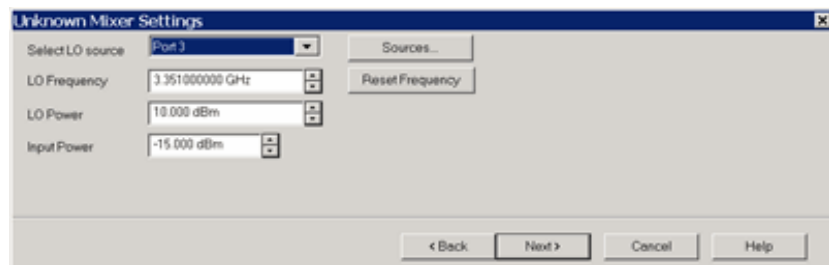 Unknown Mixer Settings
Select LO source Port 3 Sources...
LO Frequency 3.351000000 GHz Reset Frequency
LO Power 10.000 dBm
Input Power -15.000 dBm
< Back Next > Cancel Help